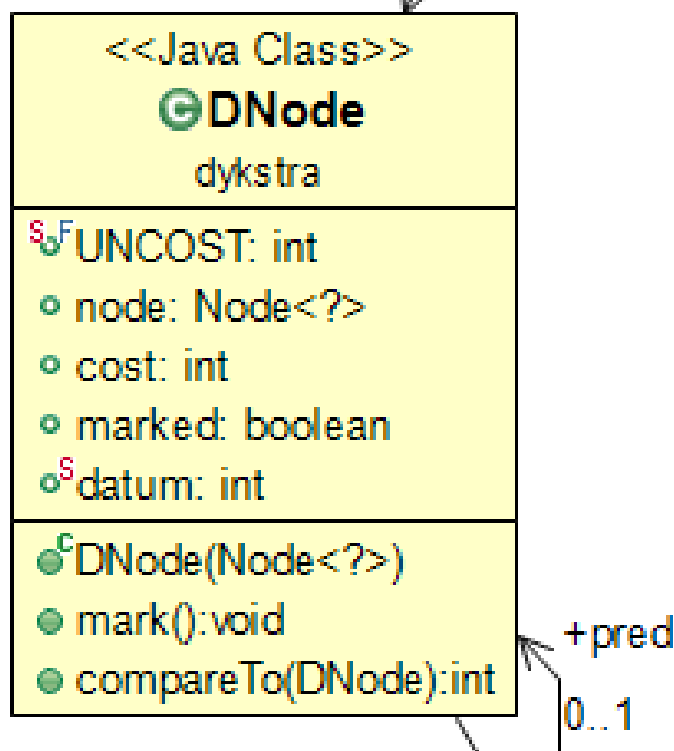 <<Java Class>>
C DNode
dykstra
S F UNCOST: int
node: Node<?>
cost: int
marked: boolean
S datum: int
C DNode(Node<?>)
mark():void
compareTo(DNode):int
+pred
0..1